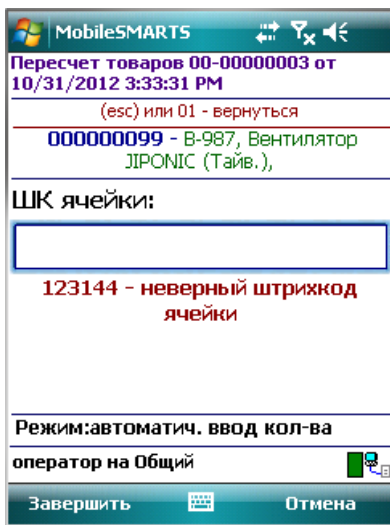 MobileSMARTS
Пересчет товаров 00-00000003 от
10/31/2012 3:33:31 PM
(esc) или 01 - вернуться
000000099 - В-987, Вентилятор
JIPONIC (Тайв.),
ШК ячейки:
123144 - неверный штрихкод
ячейки
Режим:автоматич. ввод кол-ва
оператор на Общий
Завершить
Отмена